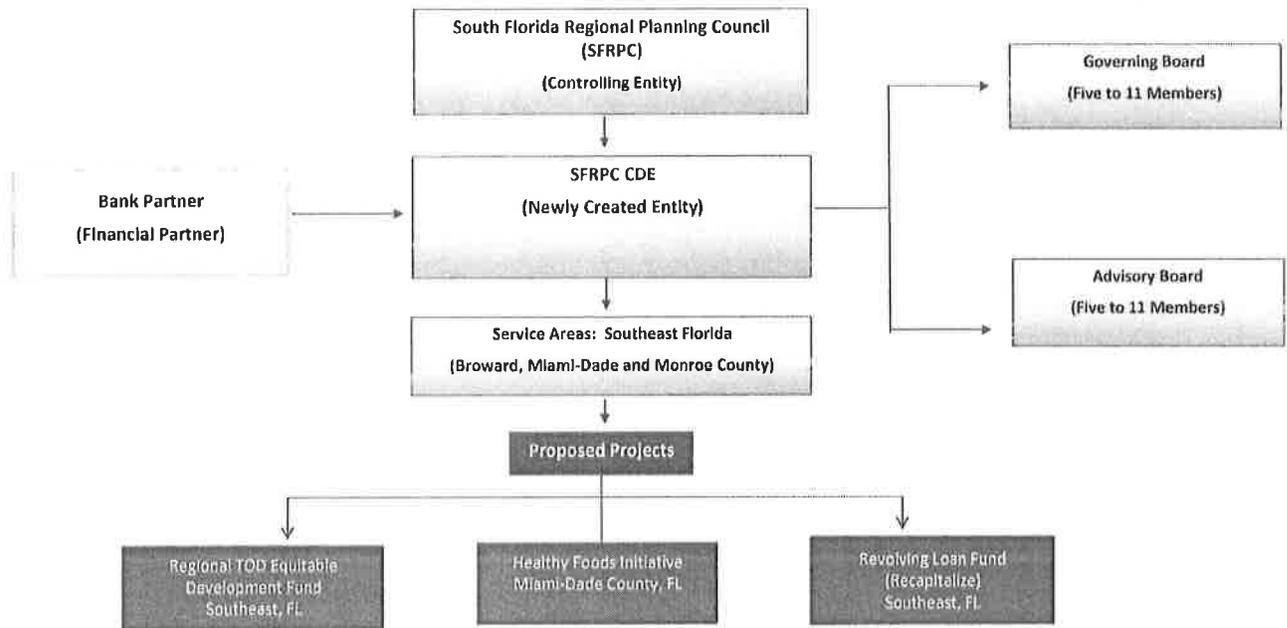 South Florida Regional Planning Council
(SFRPC)
(Controlling Entity)
Governing Board
(Five to 11 Members)
Bank Partner
(Financial Partner)
SFRPC CDE
(Newly Created Entity)
Advisory Board
(Five to 11 Members)
Service Areas: Southeast Florida
(Broward, Miami-Dade and Monroe County)
Proposed Projects
Regional TOD Equitable
Development Fund
Southeast, FL
Healthy Foods Initiative
Miami-Dade County, FL
Revolving Loan Fund
(Recapitalize)
Southeast, FL